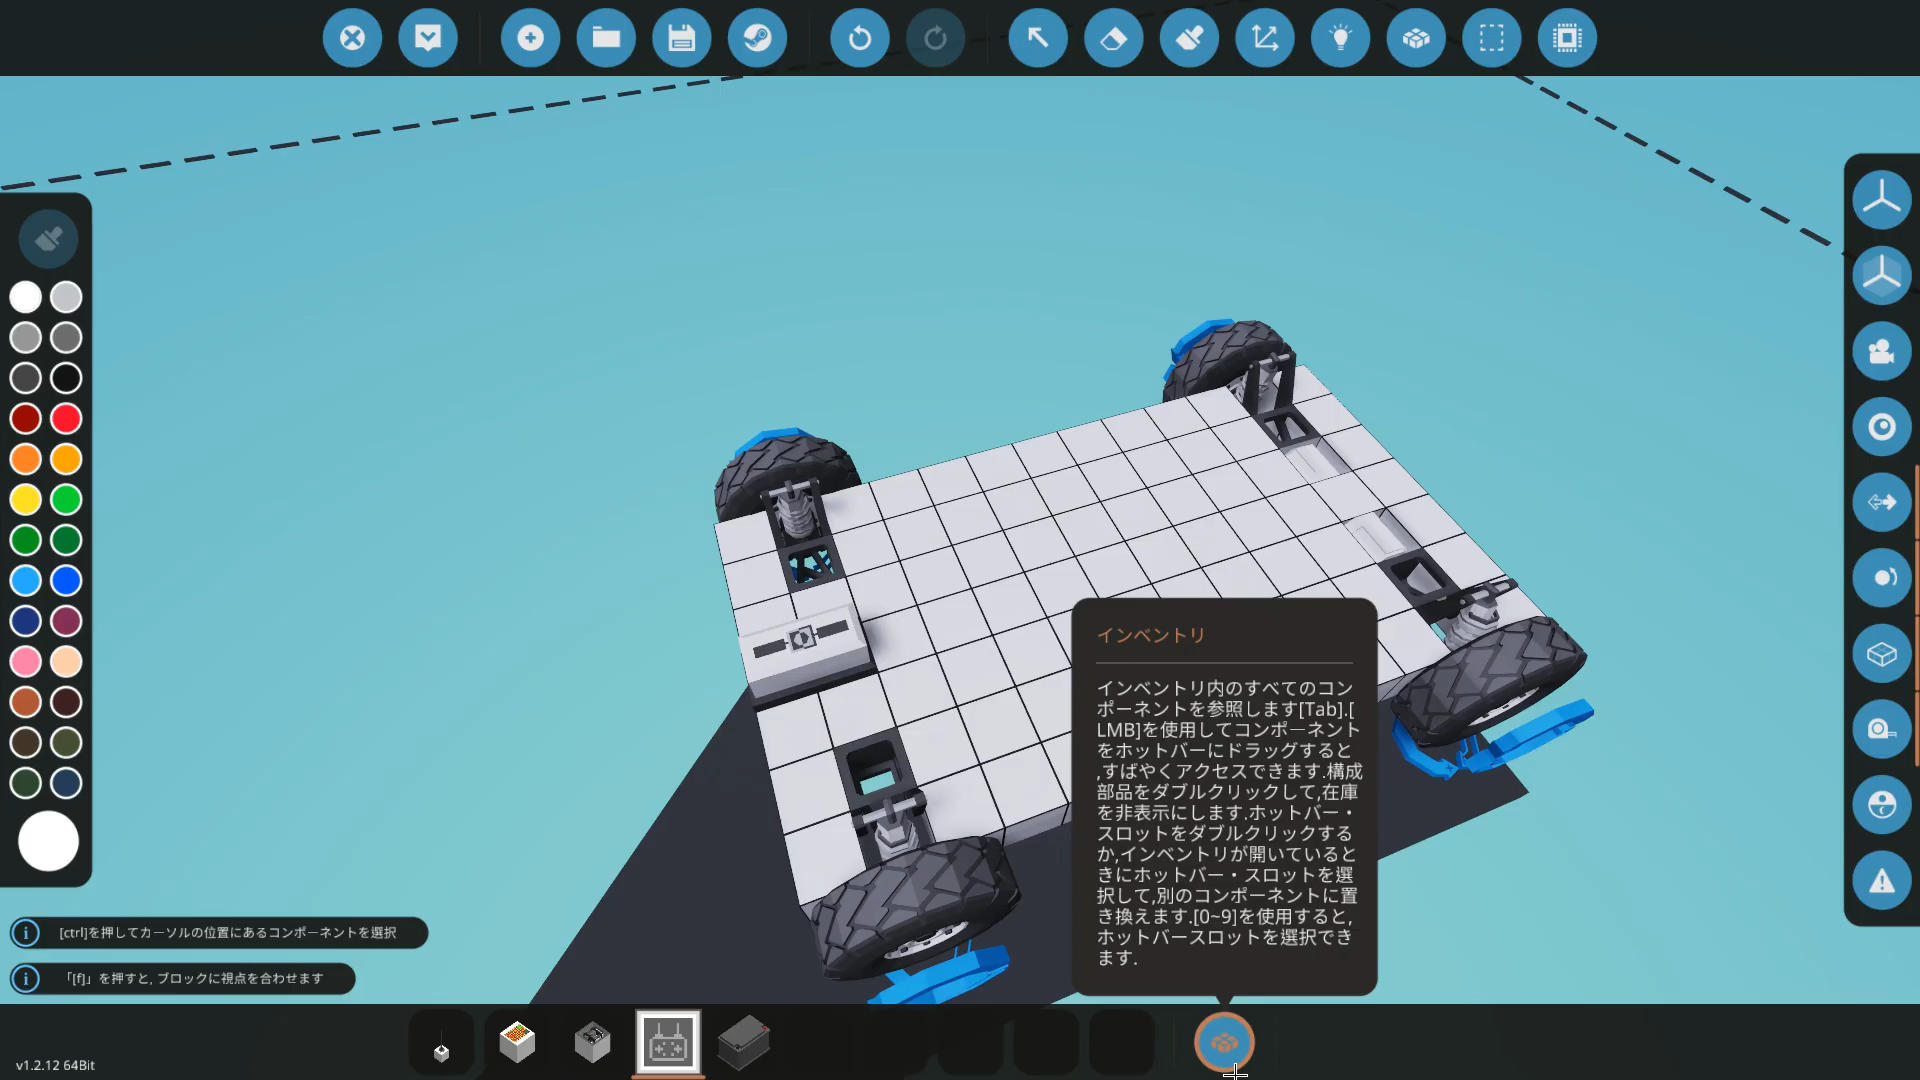 インベントリ
インベントリ内のすべてのコン
ポーネントを参照します[Tab].[
LMB]を使用してコンポーネント
をホットバーにドラッグすると
,すばやくアクセスできます.構成
部品をダブルクリックして,在庫
を非表示にします.ホットバー・
スロットをダブルクリックする
か,インベントリが開いていると
きにホットバー・スロットを選
択して,別のコンポーネントに置
き換えます.[0~9]を使用すると,
ホットバースロットを選択でき
ます.
[ctrl]を押してカーソルの位置にあるコンポーネントを選択
「[f]」を押すと, ブロックに視点を合わせます
v1.2.12 64Bit